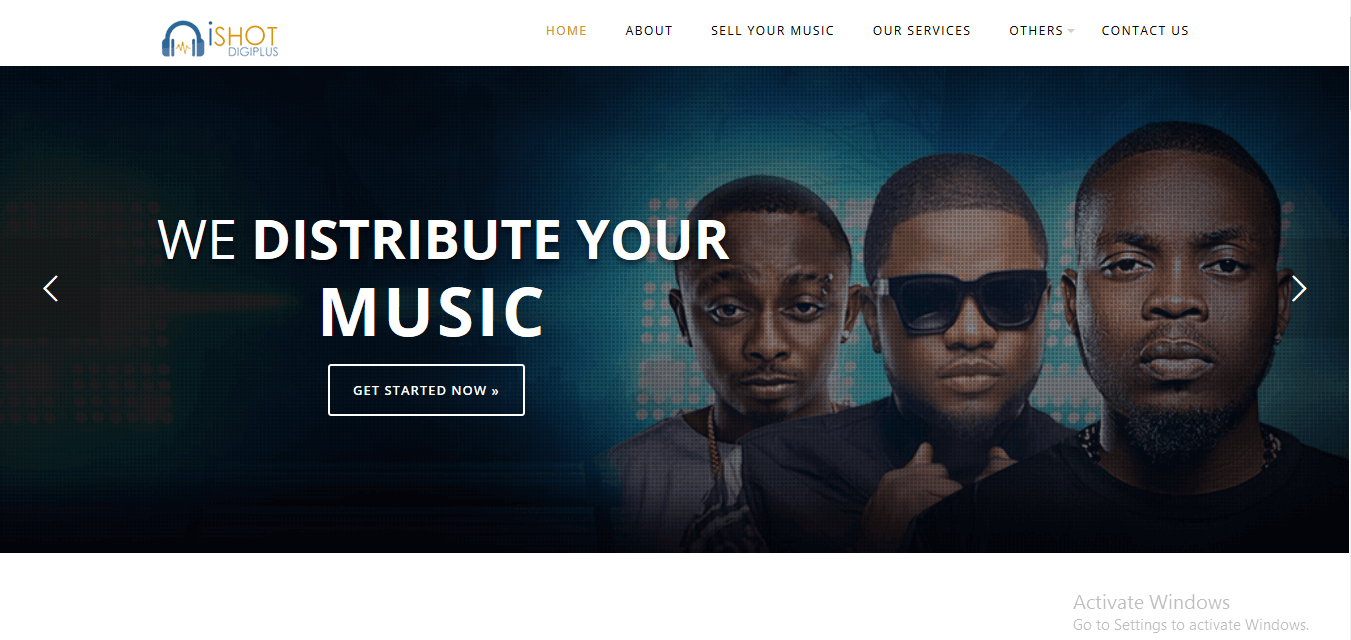 iSHOT
DIGIPLUS
HOME ABOUT SELL YOUR MUSIC OUR SERVICES OTHERS CONTACT US
WE DISTRIBUTE YOUR
MUSIC
GET STARTED NOW »
Activate Windows
Go to Settings to activate Windows.